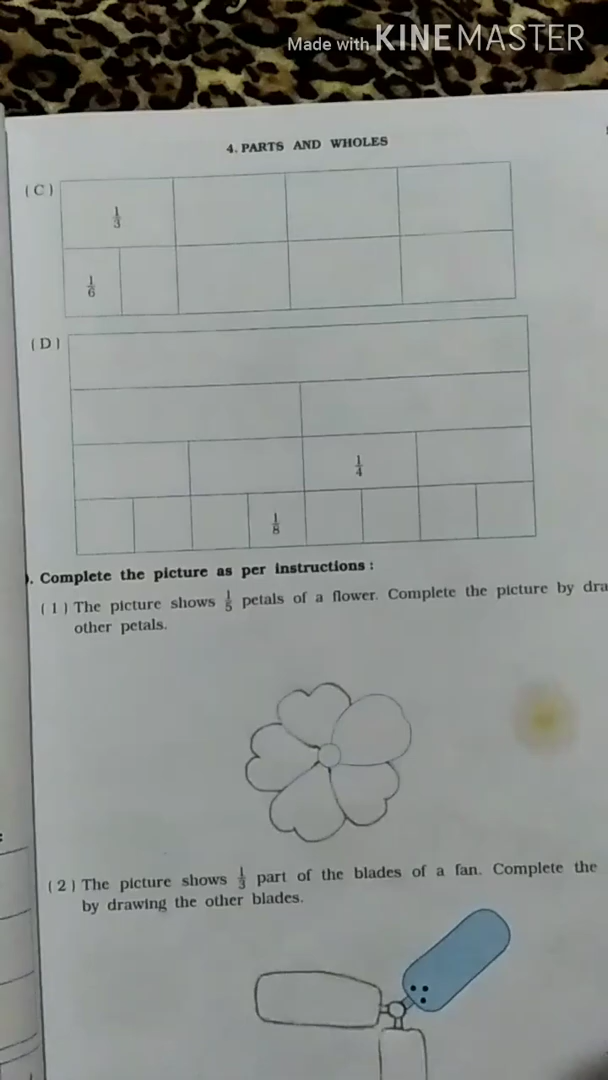 Made with KINEMASTER
4. PARTS AND WHOLES
(C)
1/3
1/6
(D)
1/4
1/8
. Complete the picture as per instructions :
(1) The picture shows 1/5 petals of a flower. Complete the picture by dra
other petals.
(2) The picture shows 1/3 part of the blades of a fan. Complete the
by drawing the other blades.